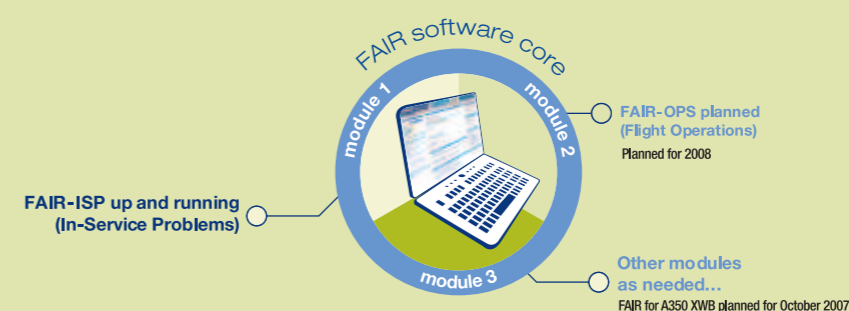 FAIR software core
module 1
module 2
module 3
FAIR-ISP up and running
(In-Service Problems)
FAIR-OPS planned
(Flight Operations)
Planned for 2008
Other modules
as needed...
FAIR for A350 XWB planned for October 2007